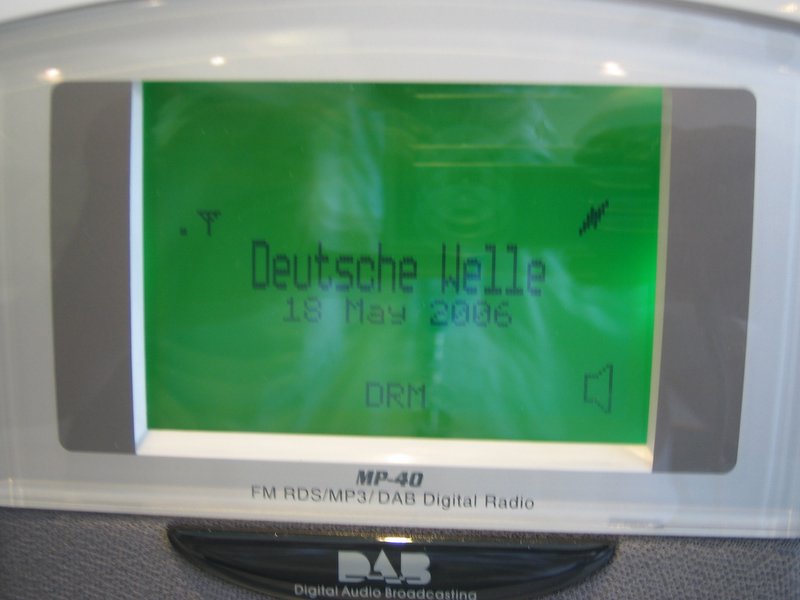 Deutsche Welle
18 May 2006
DRM
MP-40
FM RDS/MP3/DAB Digital Radio
DAB
Digital Audio Broadcasting